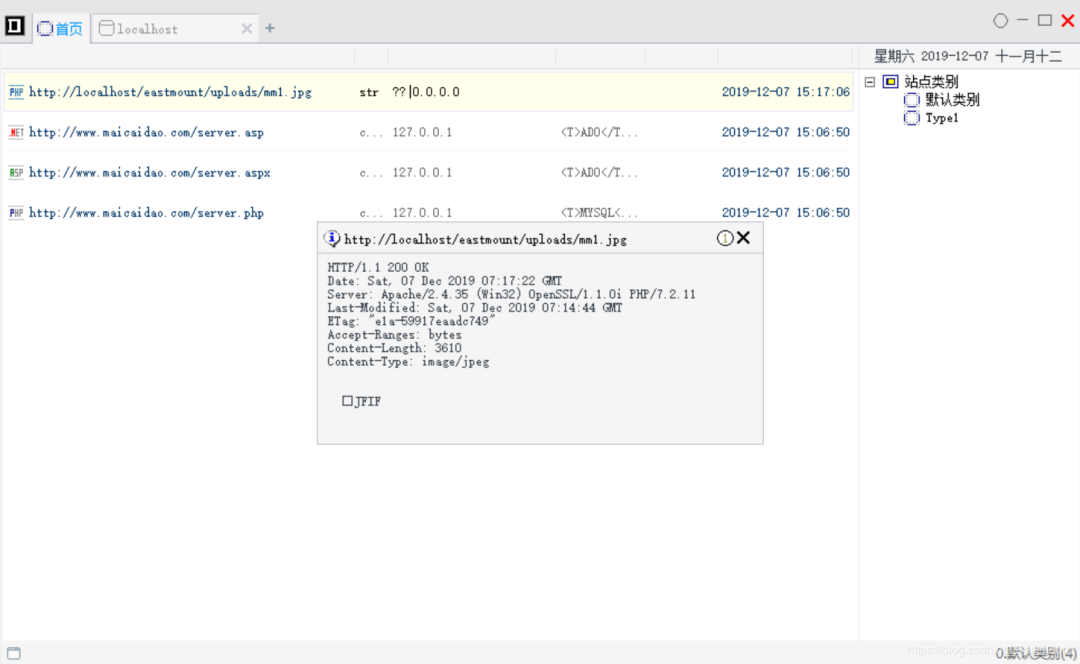 首页 localhost
星期六 2019-12-07 十一月十二
PHP http://localhost/eastmount/uploads/mm1.jpg str ??|0.0.0.0 2019-12-07 15:17:06
.NET http://www.maicaidao.com/server.asp c... 127.0.0.1 <T>ADO</T... 2019-12-07 15:06:50
ASP http://www.maicaidao.com/server.aspx c... 127.0.0.1 <T>ADO</T... 2019-12-07 15:06:50
PHP http://www.maicaidao.com/server.php c... 127.0.0.1 <T>MYSQL<... 2019-12-07 15:06:50
站点类别
默认类别
Type1
http://localhost/eastmount/uploads/mm1.jpg
HTTP/1.1 200 OK
Date: Sat, 07 Dec 2019 07:17:22 GMT
Server: Apache/2.4.35 (Win32) OpenSSL/1.1.0i PHP/7.2.11
Last-Modified: Sat, 07 Dec 2019 07:14:44 GMT
ETag: "e1a-59917eaadc749"
Accept-Ranges: bytes
Content-Length: 3610
Content-Type: image/jpeg
JFIF
0.默认类别(4)